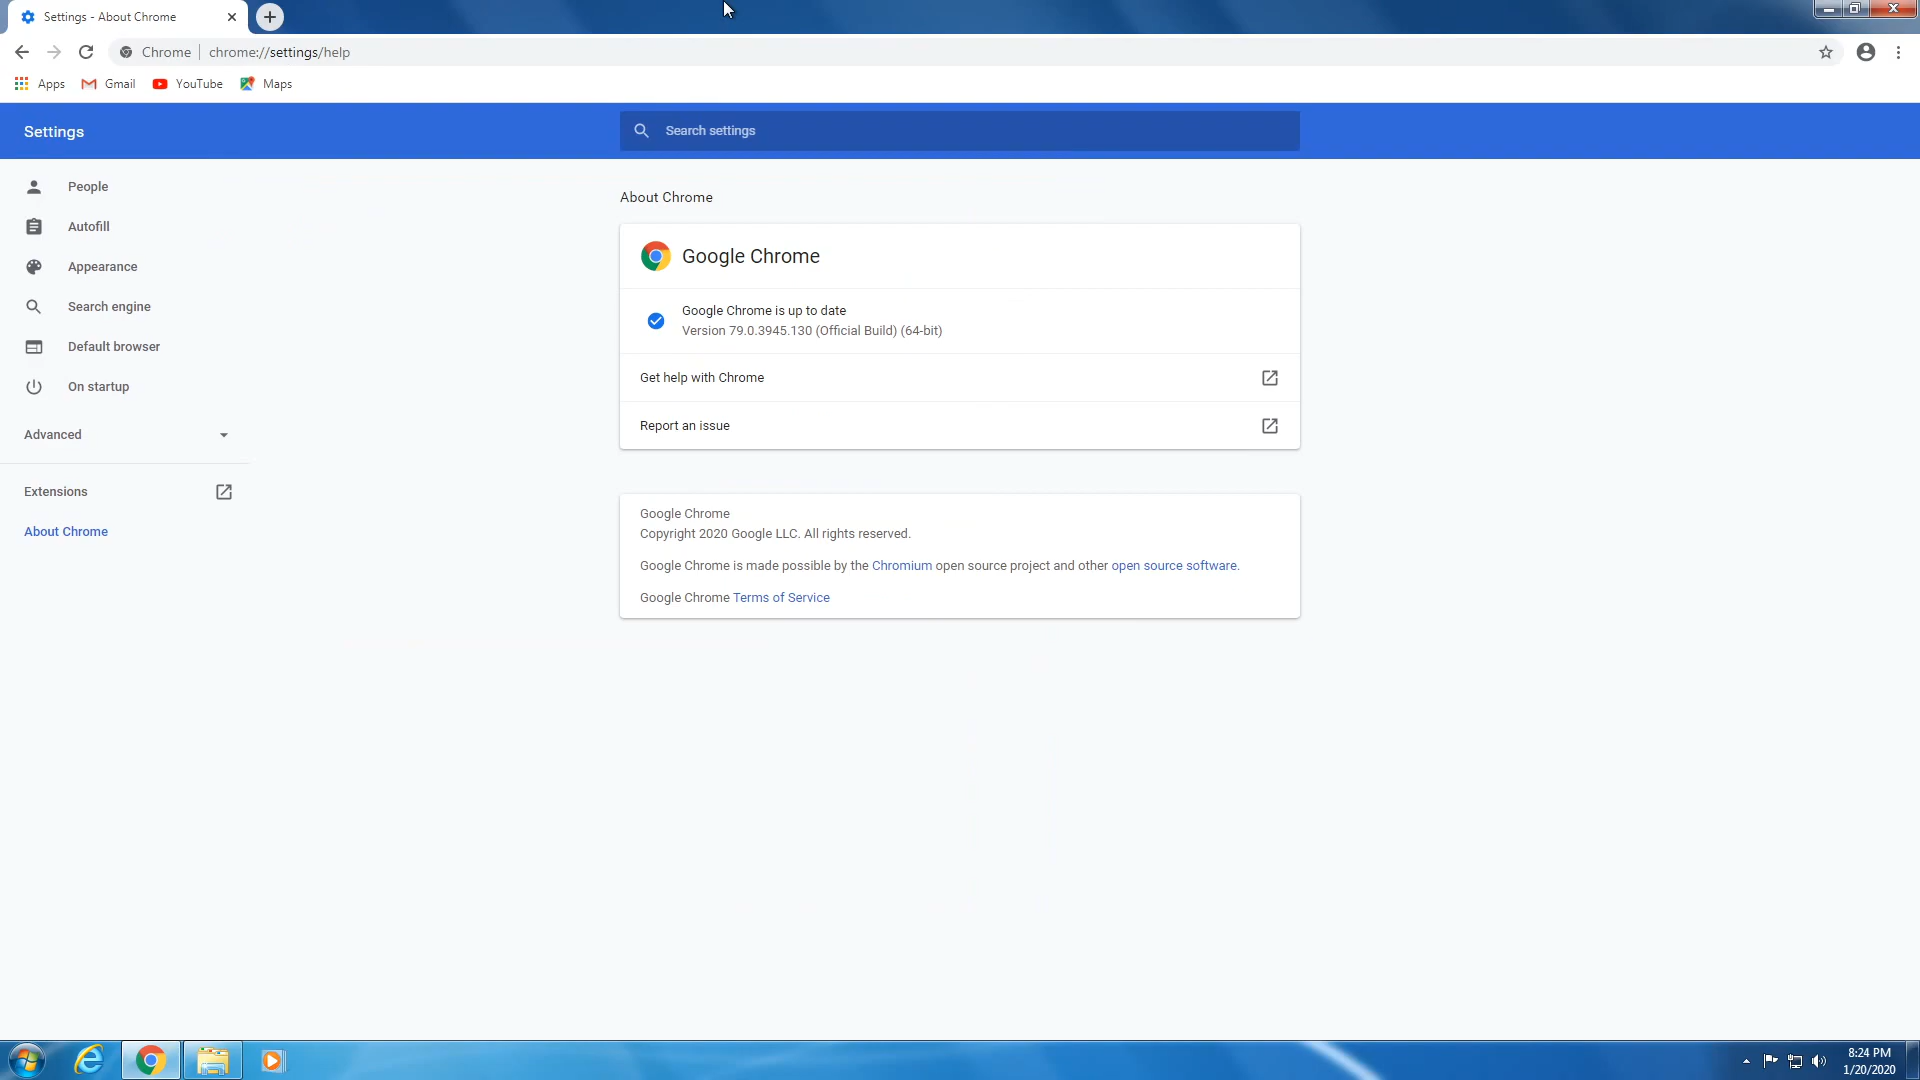 Settings - About Chrome
Chrome
chrome://settings/help
Apps
Gmail
YouTube
Maps
Settings
Search settings
People
Autofill
Appearance
Search engine
Default browser
On startup
Advanced
Extensions
About Chrome
About Chrome
Google Chrome
Google Chrome is up to date
Version 79.0.3945.130 (Official Build) (64-bit)
Get help with Chrome
Report an issue
Google Chrome
Copyright 2020 Google LLC. All rights reserved.
Google Chrome is made possible by the Chromium open source project and other open source software.
Google Chrome Terms of Service
8:24 PM
1/20/2020